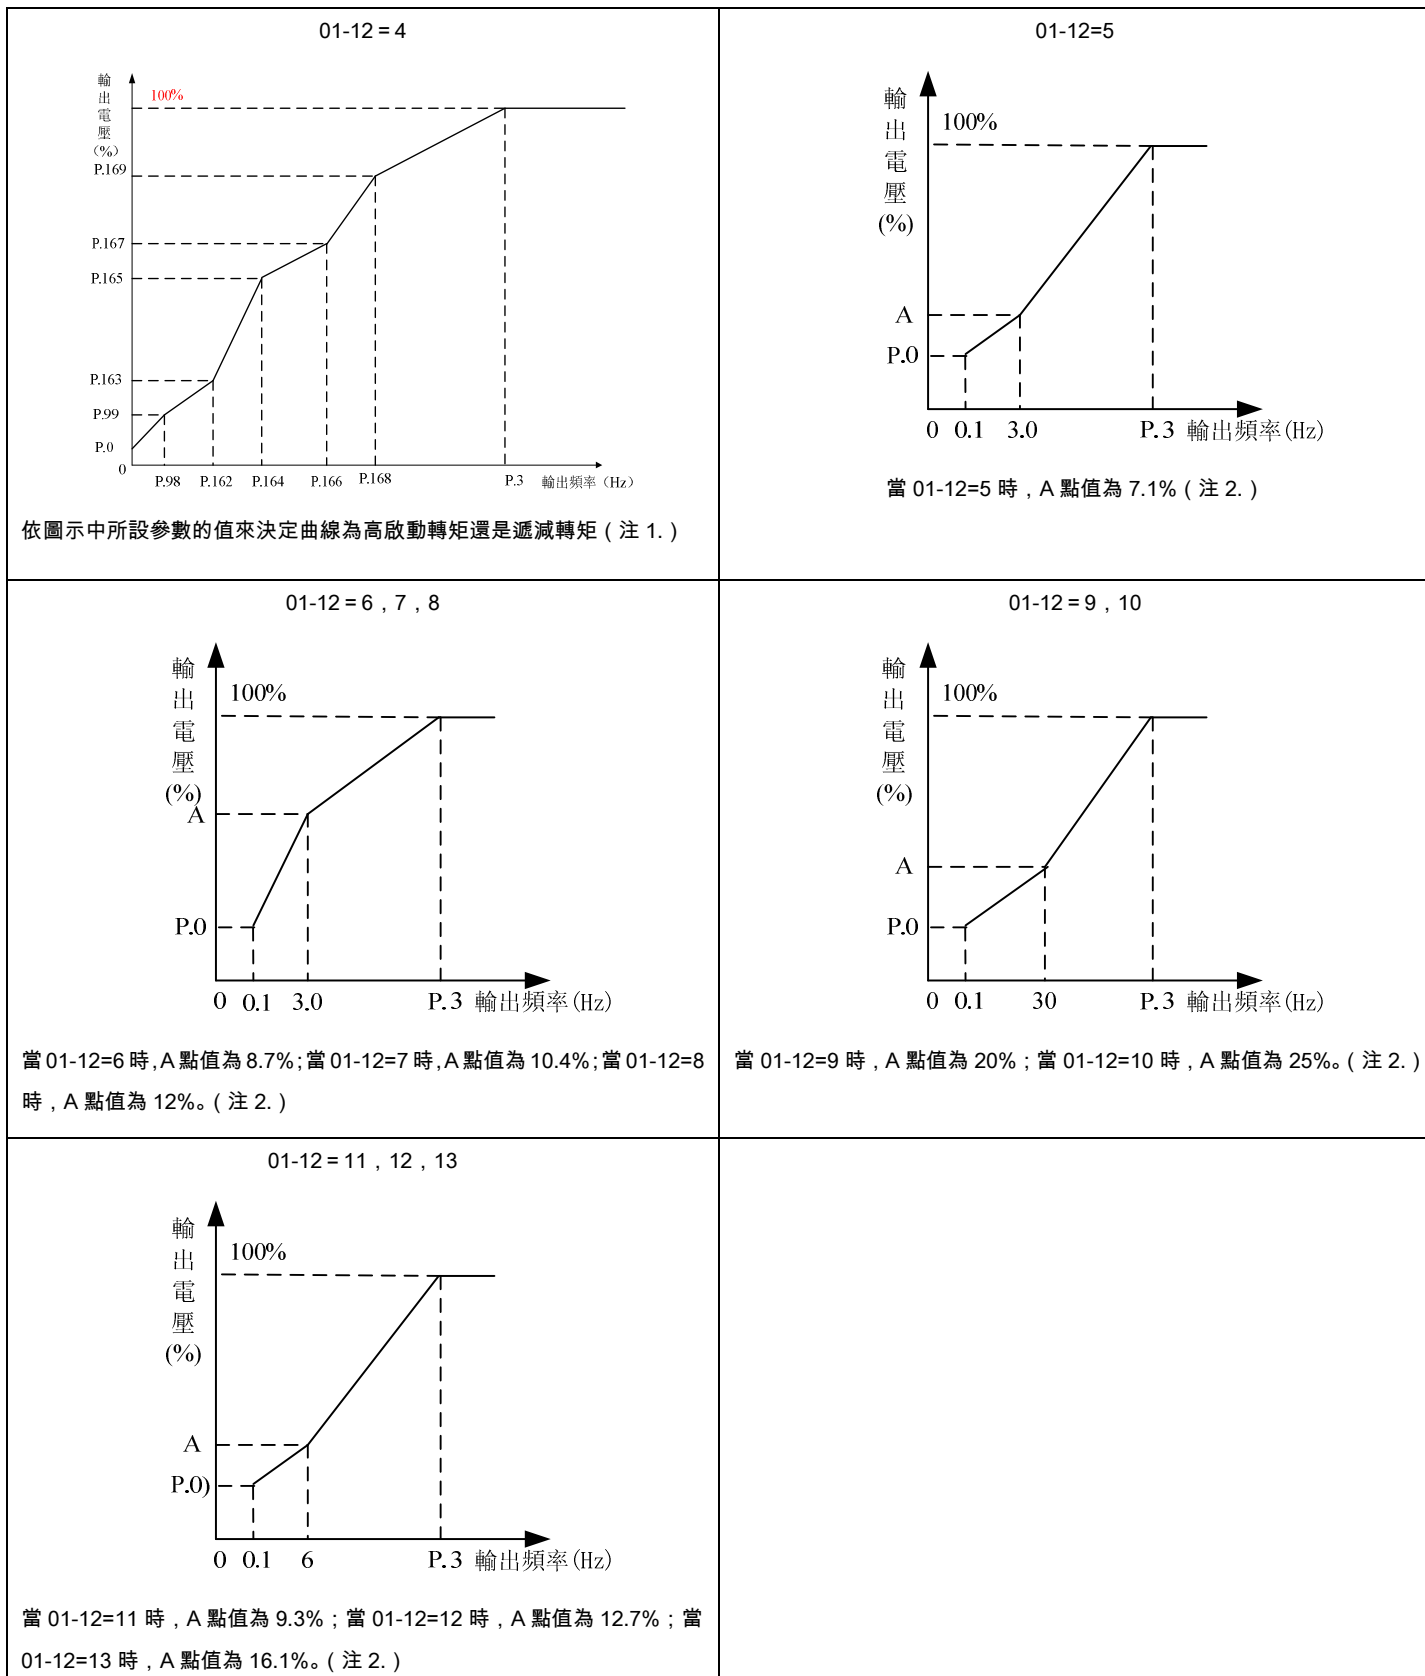 01-12 = 4
輸出電壓(%)
100%
P.169
P.167
P.165
P.163
P.99
P.0
0
P.98 P.162 P.164 P.166 P.168 P.3 輸出頻率 (Hz)
依圖示中所設參數的值來決定曲線為高啟動轉矩還是遞減轉矩 ( 注 1. )
01-12=5
輸出電壓(%)
100%
A
P.0
0 0.1 3.0 P.3 輸出頻率(Hz)
當 01-12=5 時 , A 點值為 7.1% ( 注 2. )
01-12 = 6 , 7 , 8
輸出電壓(%)
100%
A
P.0
0 0.1 3.0 P.3 輸出頻率(Hz)
當 01-12=6 時, A 點值為 8.7%; 當 01-12=7 時, A 點值為 10.4%; 當 01-12=8
時 , A 點值為 12%。( 注 2. )
01-12 = 9 , 10
輸出電壓(%)
100%
A
P.0
0 0.1 30 P.3 輸出頻率(Hz)
當 01-12=9 時 , A 點值為 20% ; 當 01-12=10 時 , A 點值為 25%。( 注 2. )
01-12 = 11 , 12 , 13
輸出電壓(%)
100%
A
P.0)
0 0.1 6 P.3 輸出頻率(Hz)
當 01-12=11 時 , A 點值為 9.3% ; 當 01-12=12 時 , A 點值為 12.7% ; 當
01-12=13 時 , A 點值為 16.1%。( 注 2. )